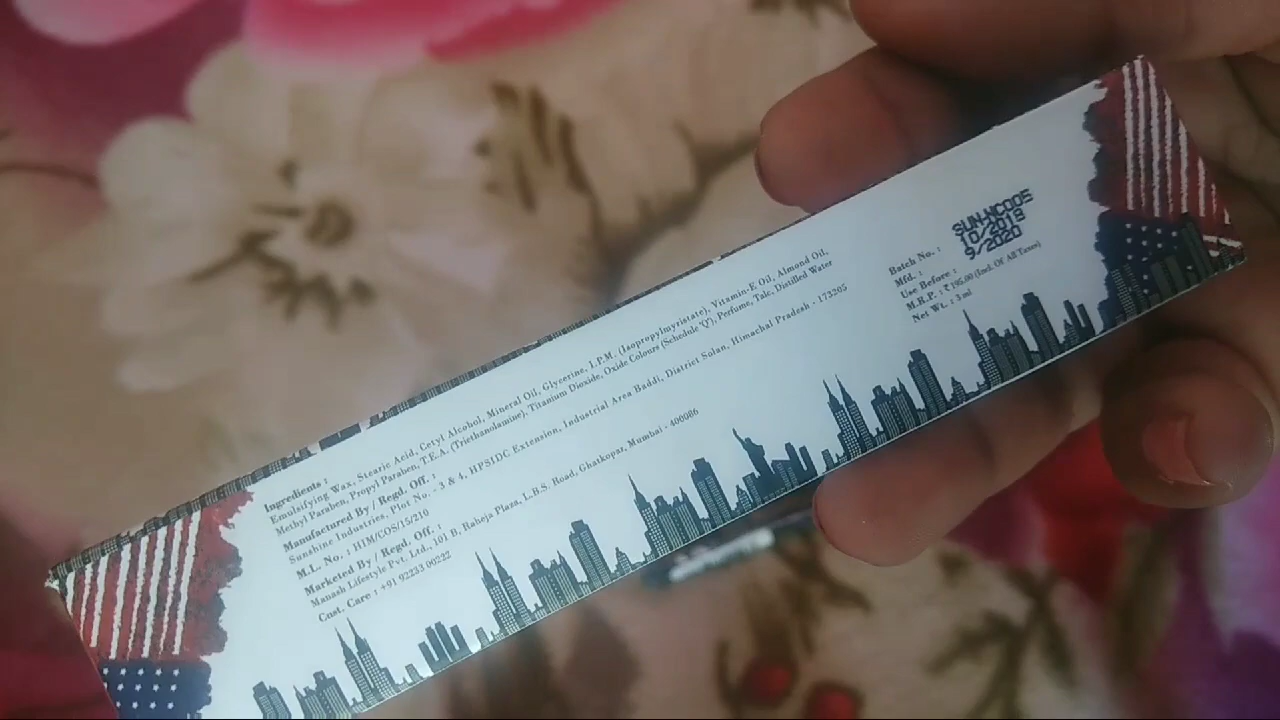 Ingredients :
Emulsifying Wax, Stearic Acid, Cetyl Alcohol, Mineral Oil, Glycerine, I.P.M. (Isopropylmyristate), Vitamin-E Oil, Almond Oil,
Methyl Paraben, Propyl Paraben, T.E.A. (Triethanolamine), Titanium Dioxide, Oxide Colours (Schedule 'Q'), Perfume, Talc, Distilled Water
Manufactured By / Regd. Off. :
Sunshine Industries, Plot No. - 3 & 4, HPSIDC Extension, Industrial Area Baddi, District Solan, Himachal Pradesh - 173205
M.L. No. : HIM/COS/15/210
Marketed By / Regd. Off. :
Manash Lifestyle Pvt. Ltd., 101 B, Raheja Plaza, L.B.S. Road, Ghatkopar, Mumbai - 400086
Cust. Care : +91 92233 00222
Batch No. : SUN-NC005
Mfd. : 10/2019
Use Before : 9/2020
M.R.P. : ₹195.00 (Incl. Of All Taxes)
Net Wt. : 3 ml